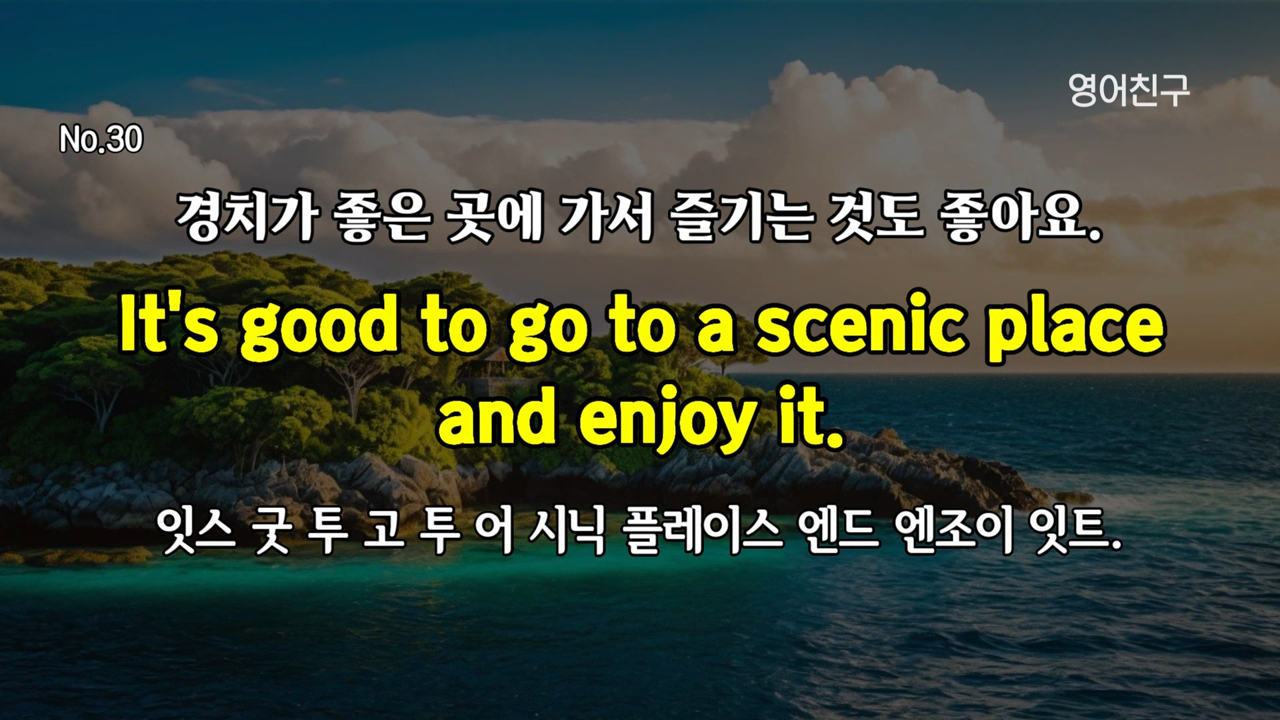 영어친구
No.30
경치가 좋은 곳에 가서 즐기는 것도 좋아요.
It's good to go to a scenic place
and enjoy it.
잇스 굿 투 고 투 어 시닉 플레이스 엔드 엔조이 잇트.